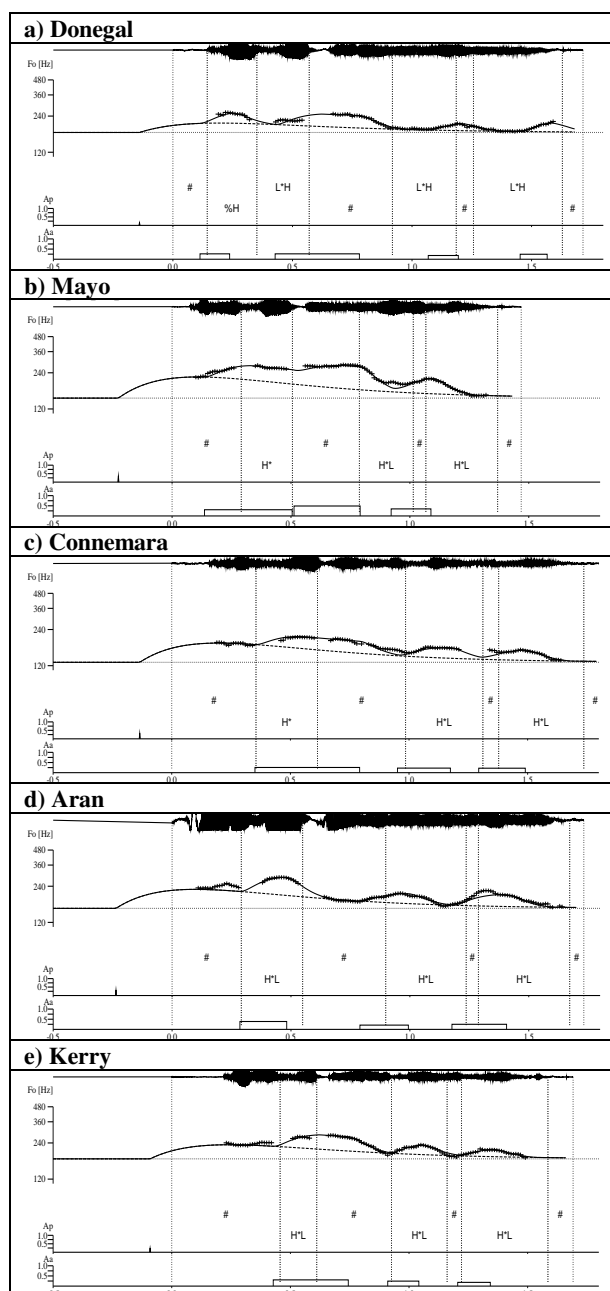 a) Donegal
Fo [Hz]
480
360
240
120
# L*H L*H L*H
%H # # #
Ap
1.0
0.5
Aa
1.0
0.5
-0.5 0.0 0.5 1.0 1.5
b) Mayo
Fo [Hz]
480
360
240
120
# # # #
H* H*L H*L
Ap
1.0
0.5
Aa
1.0
0.5
-0.5 0.0 0.5 1.0 1.5
c) Connemara
Fo [Hz]
480
360
240
120
# # # #
H* H*L H*L
Ap
1.0
0.5
Aa
1.0
0.5
-0.5 0.0 0.5 1.0 1.5
d) Aran
Fo [Hz]
480
360
240
120
# # # #
H*L H*L H*L
Ap
1.0
0.5
Aa
1.0
0.5
-0.5 0.0 0.5 1.0 1.5
e) Kerry
Fo [Hz]
480
360
240
120
# # # #
H*L H*L H*L
Ap
1.0
0.5
Aa
1.0
0.5